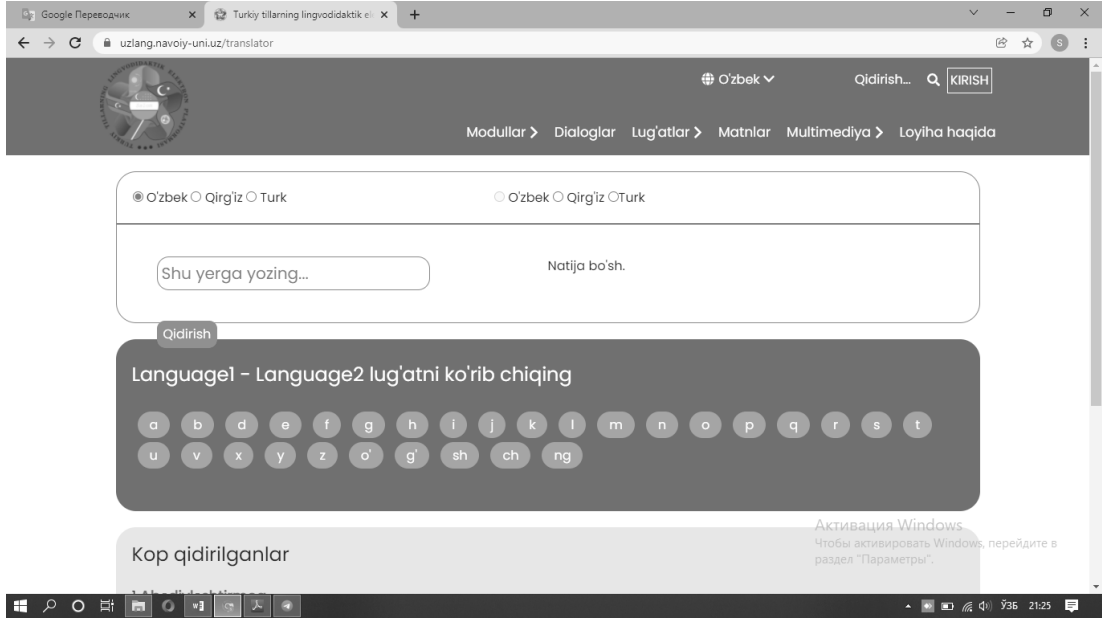 Google Переводчик
Turkiy tillarning lingvodidaktik el
uzlang.navoiy-uni.uz/translator
S
O'zbek
Qidirish...
KIRISH
Modullar
Dialoglar
Lug'atlar
Matnlar
Multimediya
Loyiha haqida
O'zbek Qirg'iz Turk
O'zbek Qirg'iz Turk
Shu yerga yozing...
Natija bo'sh.
Qidirish
Language1 - Language2 lug'atni ko'rib chiqing
a b d e f g h i j k l m n o p q r s t
u v x y z o' g' sh ch ng
Kop qidirilganlar
Активация Windows
Чтобы активировать Windows, перейдите в
раздел "Параметры".
ЎЗБ 21:25